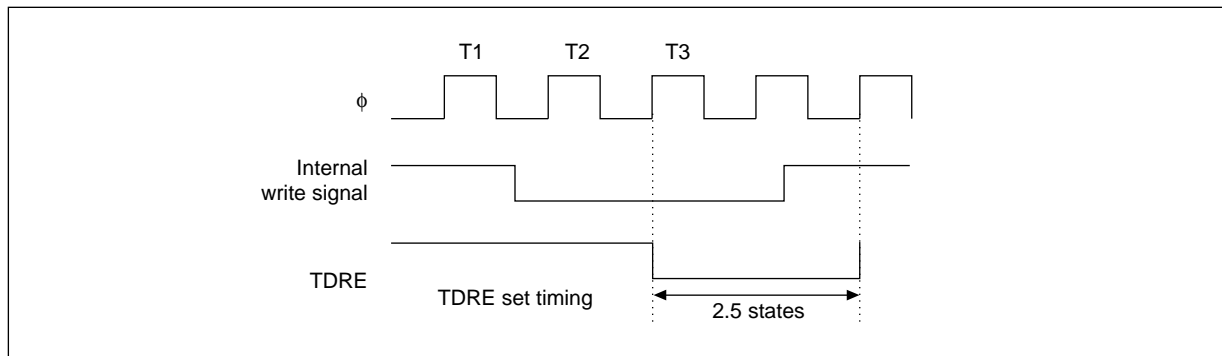 T1 T2 T3
ϕ
Internal
write signal
TDRE
TDRE set timing
2.5 states